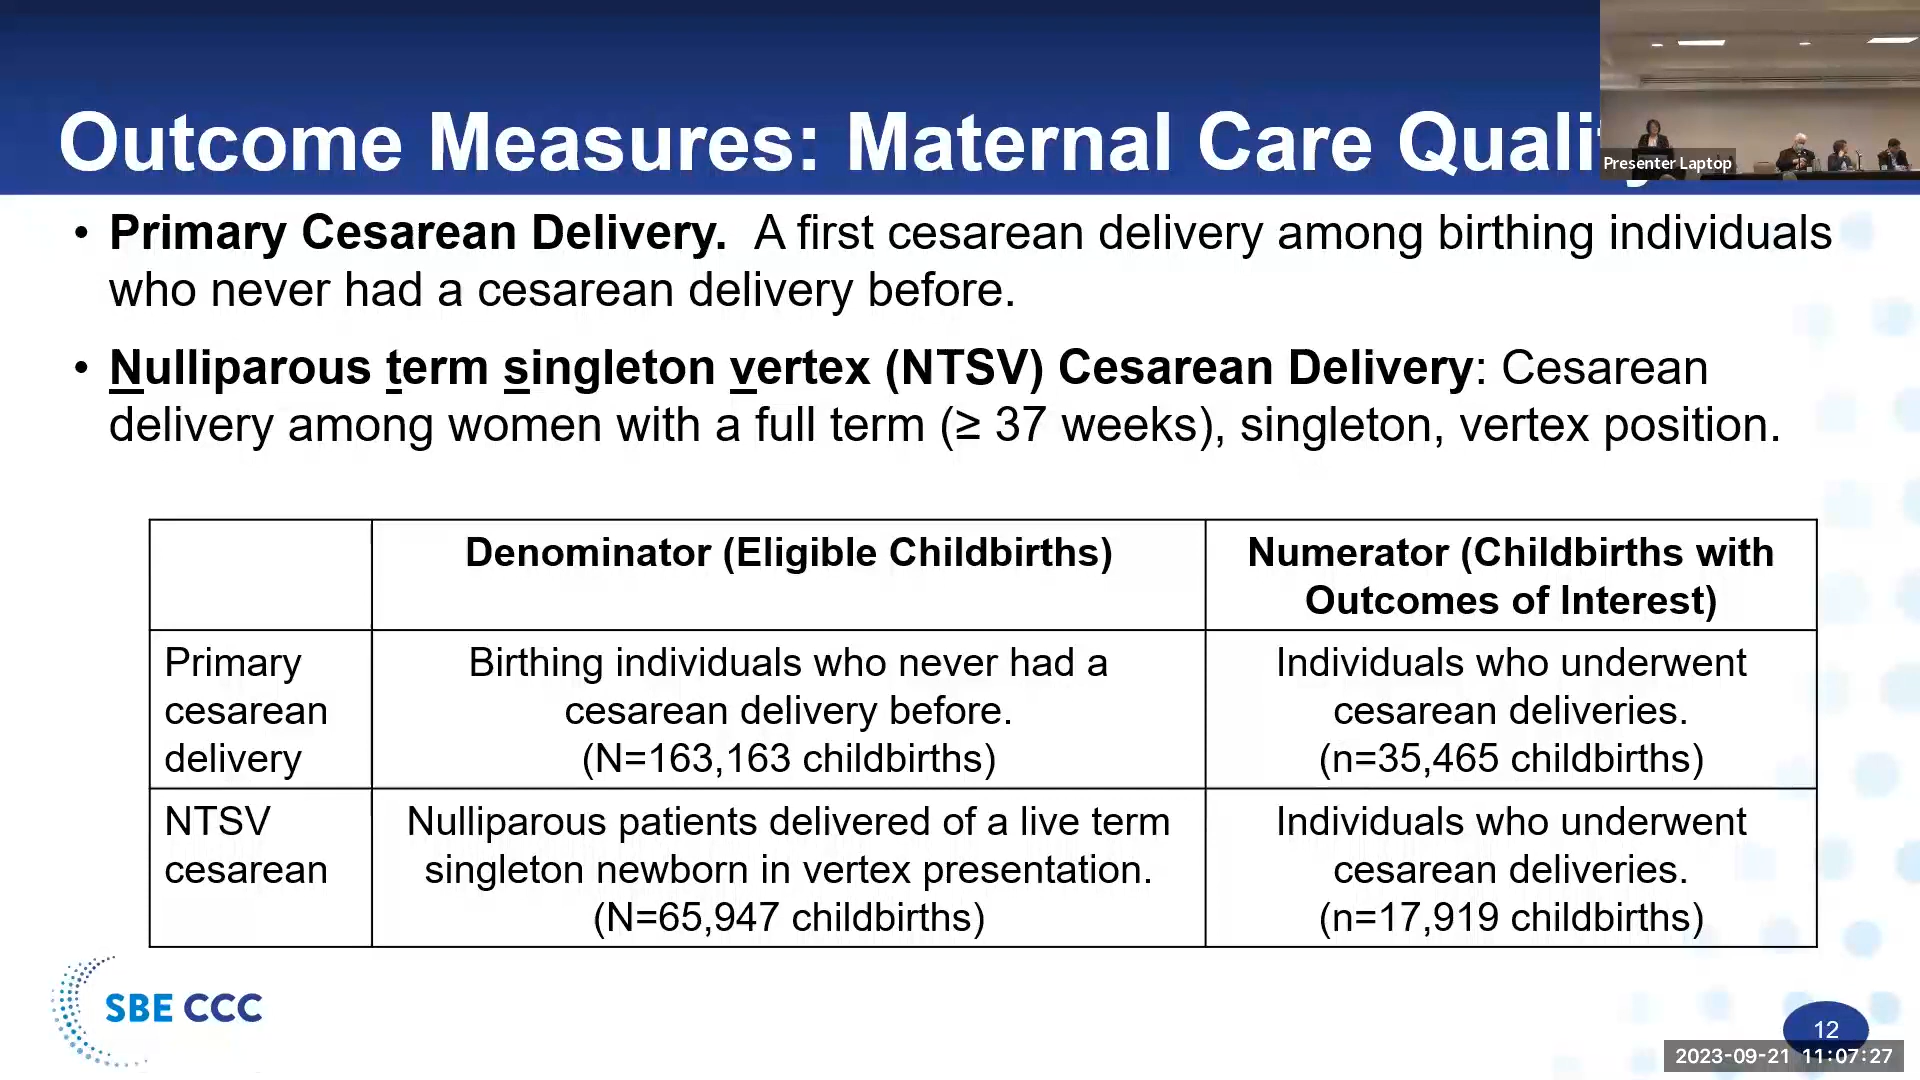 Outcome Measures: Maternal Care Quality
Presenter Laptop
• Primary Cesarean Delivery. A first cesarean delivery among birthing individuals
who never had a cesarean delivery before.
• Nulliparous term singleton vertex (NTSV) Cesarean Delivery: Cesarean
delivery among women with a full term (≥ 37 weeks), singleton, vertex position.
Denominator (Eligible Childbirths)
Numerator (Childbirths with
Outcomes of Interest)
Primary
cesarean
delivery
Birthing individuals who never had a
cesarean delivery before.
(N=163,163 childbirths)
Individuals who underwent
cesarean deliveries.
(n=35,465 childbirths)
NTSV
cesarean
Nulliparous patients delivered of a live term
singleton newborn in vertex presentation.
(N=65,947 childbirths)
Individuals who underwent
cesarean deliveries.
(n=17,919 childbirths)
SBE CCC
12
2023-09-21 11:07:27